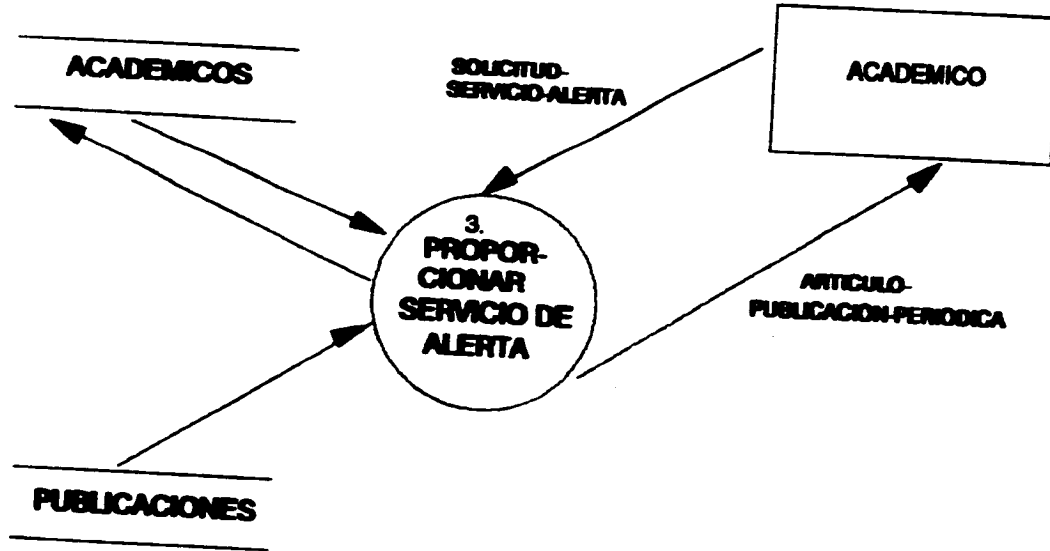 ACADEMICOS
SOLICITUD-
SERVICIO-ALERTA
ACADEMICO
3.
PROPOR-
CIONAR
SERVICIO DE
ALERTA
ARTICULO-
PUBLICACION-PERIODICA
PUBLICACIONES